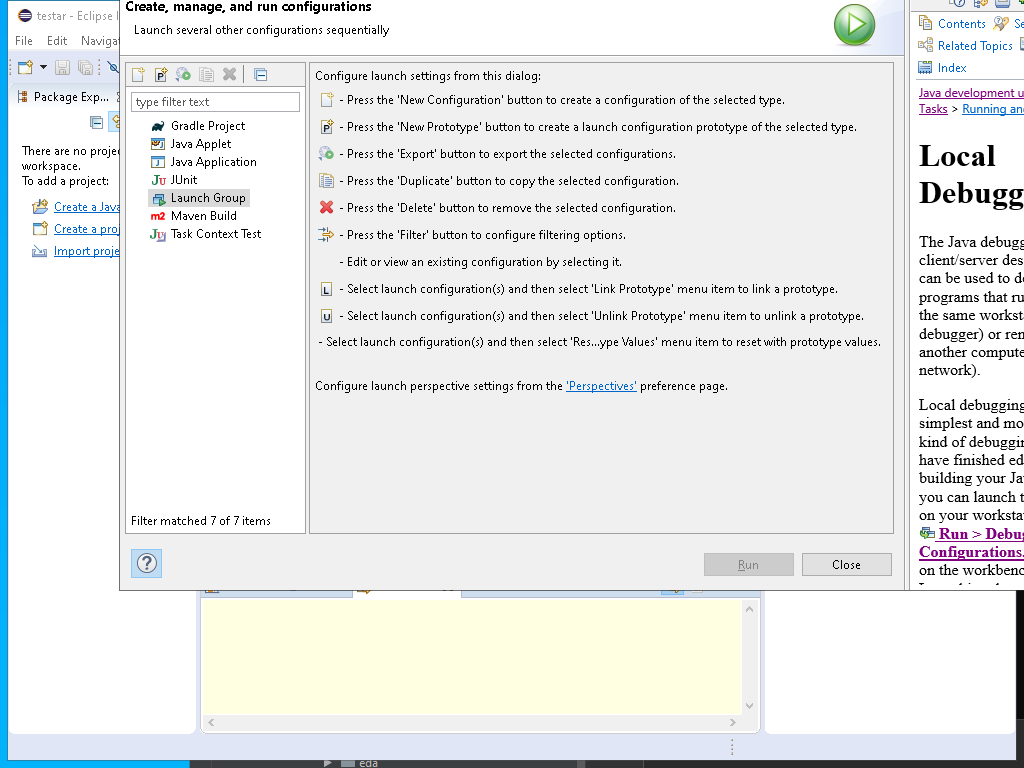 testar - Eclipse I
File Edit Naviga
Package Exp...
There are no proje
workspace.
To add a project:
Create a Java
Create a proj
Import proje
Create, manage, and run configurations
Launch several other configurations sequentially
type filter text
Gradle Project
Java Applet
Java Application
JUnit
Launch Group
Maven Build
Task Context Test
Filter matched 7 of 7 items
Configure launch settings from this dialog:
- Press the 'New Configuration' button to create a configuration of the selected type.
- Press the 'New Prototype' button to create a launch configuration prototype of the selected type.
- Press the 'Export' button to export the selected configurations.
- Press the 'Duplicate' button to copy the selected configuration.
- Press the 'Delete' button to remove the selected configuration.
- Press the 'Filter' button to configure filtering options.
- Edit or view an existing configuration by selecting it.
- Select launch configuration(s) and then select 'Link Prototype' menu item to link a prototype.
- Select launch configuration(s) and then select 'Unlink Prototype' menu item to unlink a prototype.
- Select launch configuration(s) and then select 'Res...ype Values' menu item to reset with prototype values.
Configure launch perspective settings from the 'Perspectives' preference page.
Run Close
Contents Se
Related Topics
Index
Java development u
Tasks > Running and
Local
Debugg
The Java debugg
client/server des
can be used to de
programs that ru
the same worksta
debugger) or ren
another compute
network).
Local debugging
simplest and mo
kind of debuggin
have finished edi
building your Jav
you can launch t
on your worksta
Run > Debug
Configurations.
on the workbenc
eda